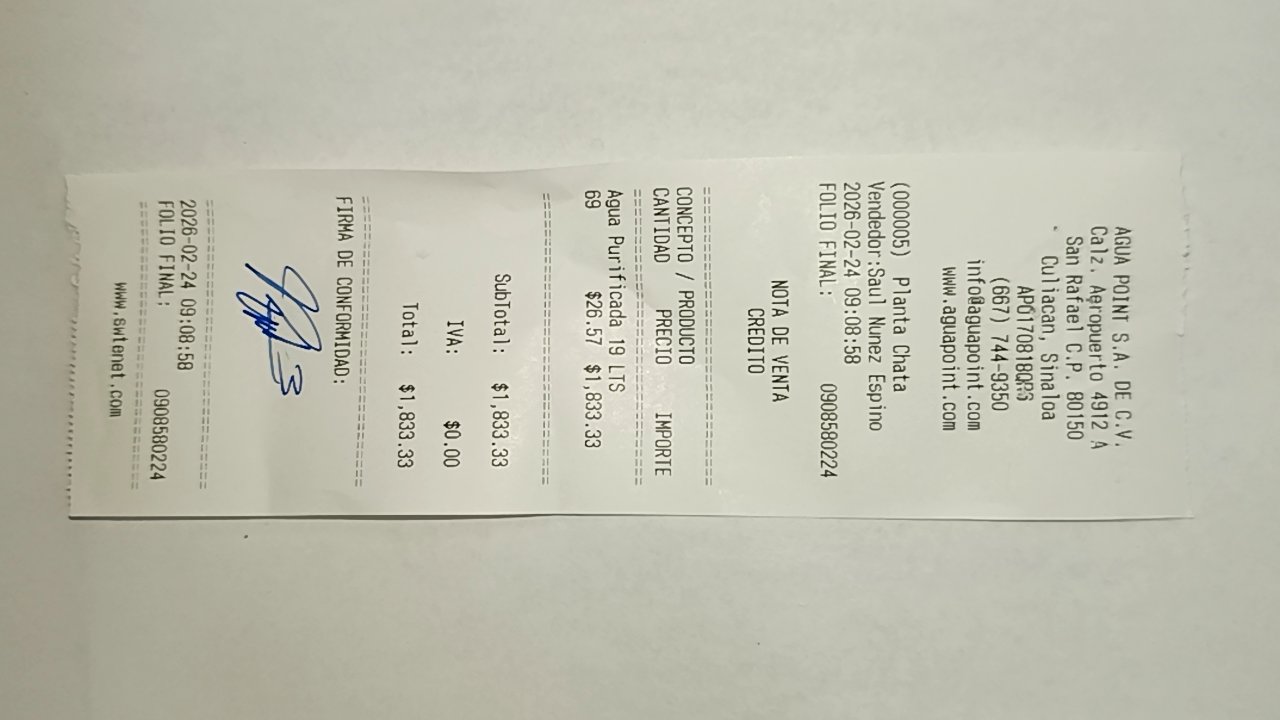 AGUA POINT S.A. DE C.V.
Calz. Aeropuerto 4912 A
San Rafael C.P. 80150
Culiacan, Sinaloa
.
APO170818QR6
(667) 744-9350
info@aguapoint.com
www.aguapoint.com
(000005) Planta Chata
Vendedor:Saul Nunez Espino
2026-02-24 09:08:58
FOLIO FINAL: 0908580224
NOTA DE VENTA
CREDITO
CONCEPTO / PRODUCTO
CANTIDAD PRECIO IMPORTE
Agua Purificada 19 LTS
69 $26.57 $1,833.33
SubTotal: $1,833.33
IVA: $0.00
Total: $1,833.33
FIRMA DE CONFORMIDAD:
2026-02-24 09:08:58
FOLIO FINAL: 0908580224
www.swtenet.com